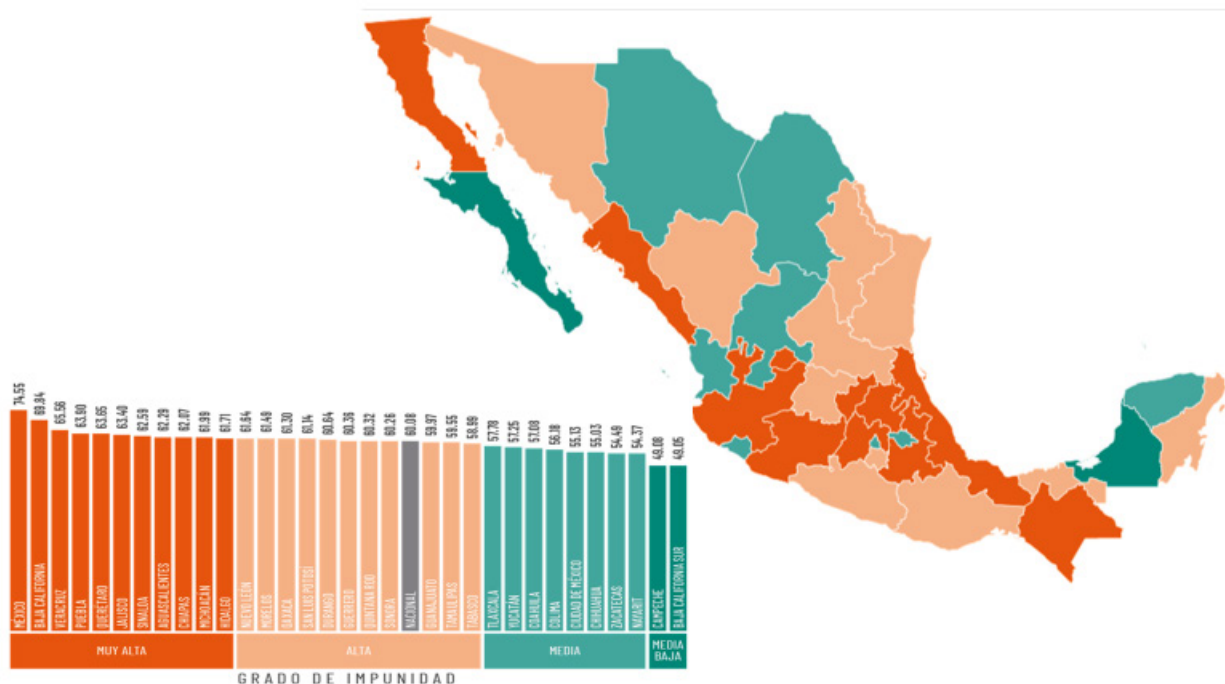 74.55
69.84
65.56
63.90
63.65
63.40
62.59
62.29
62.07
61.99
61.71
61.64
61.49
61.30
61.14
60.64
60.36
60.32
60.26
60.08
59.97
59.55
58.99
57.78
57.25
57.08
56.18
55.13
55.03
54.49
54.37
49.08
49.05
MÉXICO
BAJA CALIFORNIA
VERACRUZ
PUEBLA
QUERÉTARO
JALISCO
SINALOA
AGUASCALIENTES
CHIAPAS
MICHOACÁN
HIDALGO
NUEVO LEÓN
MORELOS
OAXACA
SAN LUIS POTOSÍ
DURANGO
GUERRERO
QUINTANA ROO
SONORA
NACIONAL
GUANAJUATO
TAMAULIPAS
TABASCO
TLAXCALA
YUCATÁN
COAHUILA
COLIMA
CIUDAD DE MÉXICO
CHIHUAHUA
ZACATECAS
NAYARIT
CAMPECHE
BAJA CALIFORNIA SUR
MUY ALTA
ALTA
MEDIA
MEDIA
BAJA
GRADO DE IMPUNIDAD